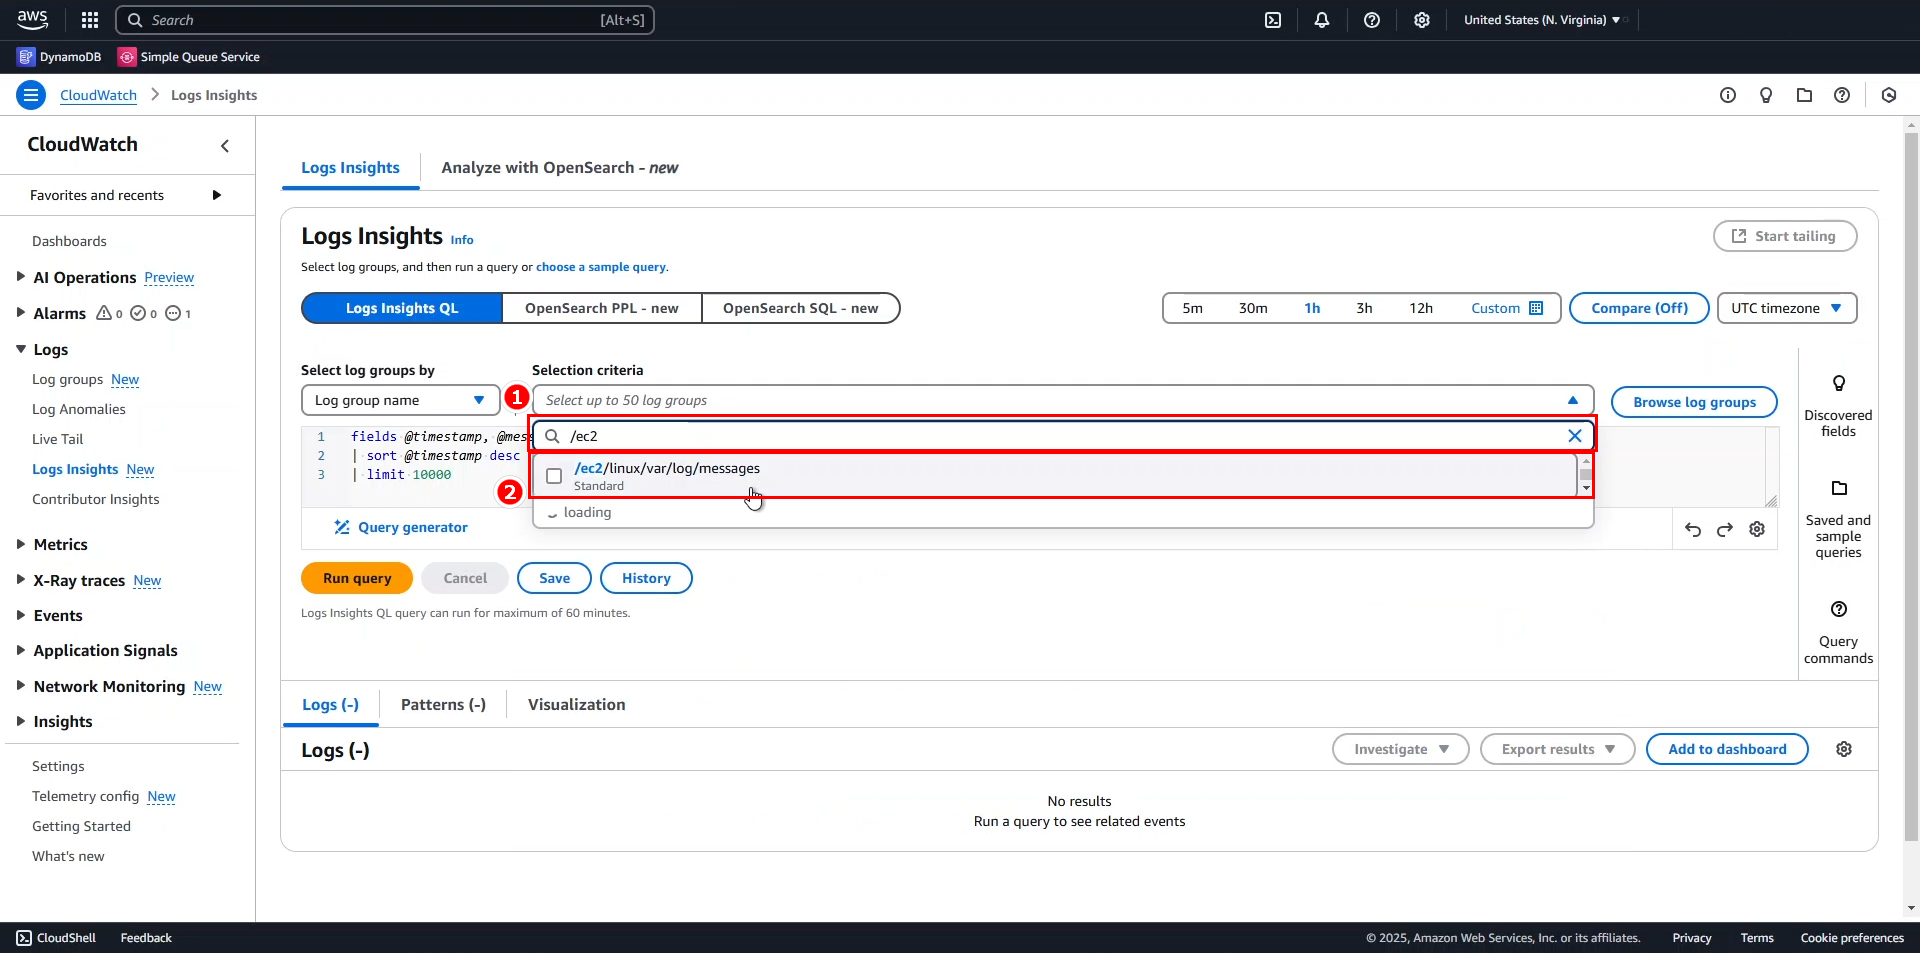 aws
Search [Alt+S]
United States (N. Virginia)
DynamoDB Simple Queue Service
CloudWatch Logs Insights
CloudWatch
Favorites and recents
Dashboards
AI Operations Preview
Alarms 0 0 1
Logs
Log groups New
Log Anomalies
Live Tail
Logs Insights New
Contributor Insights
Metrics
X-Ray traces New
Events
Application Signals
Network Monitoring New
Insights
Settings
Telemetry config New
Getting Started
What's new
Logs Insights Analyze with OpenSearch - new
Logs Insights Info
Start tailing
Select log groups, and then run a query or choose a sample query.
Logs Insights QL OpenSearch PPL - new OpenSearch SQL - new
5m 30m 1h 3h 12h Custom Compare (Off) UTC timezone
Select log groups by Selection criteria
Log group name 1 Select up to 50 log groups Browse log groups
1 fields @timestamp, @mess
2 | sort @timestamp desc
3 | limit 10000
/ec2
/ec2/linux/var/log/messages
Standard
2
loading
Query generator
Discovered
fields
Saved and
sample
queries
Query
commands
Run query Cancel Save History
Logs Insights QL query can run for maximum of 60 minutes.
Logs (-) Patterns (-) Visualization
Logs (-) Investigate Export results Add to dashboard
No results
Run a query to see related events
CloudShell Feedback © 2025, Amazon Web Services, Inc. or its affiliates. Privacy Terms Cookie preferences